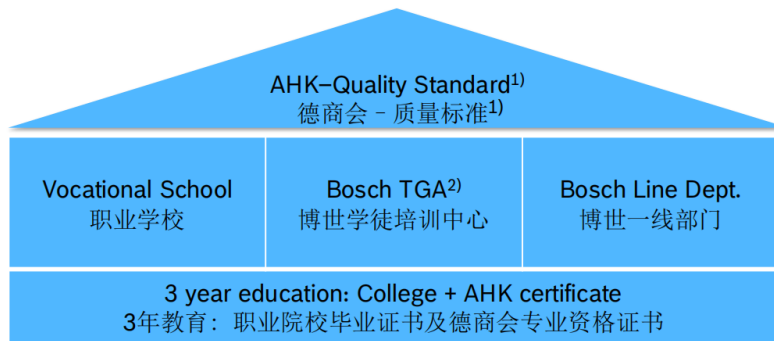 AHK–Quality Standard¹⁾
德商会 – 质量标准¹⁾
Vocational School
职业学校
Bosch TGA²⁾
博世学徒培训中心
Bosch Line Dept.
博世一线部门
3 year education: College + AHK certificate
3年教育：职业院校毕业证书及德商会专业资格证书